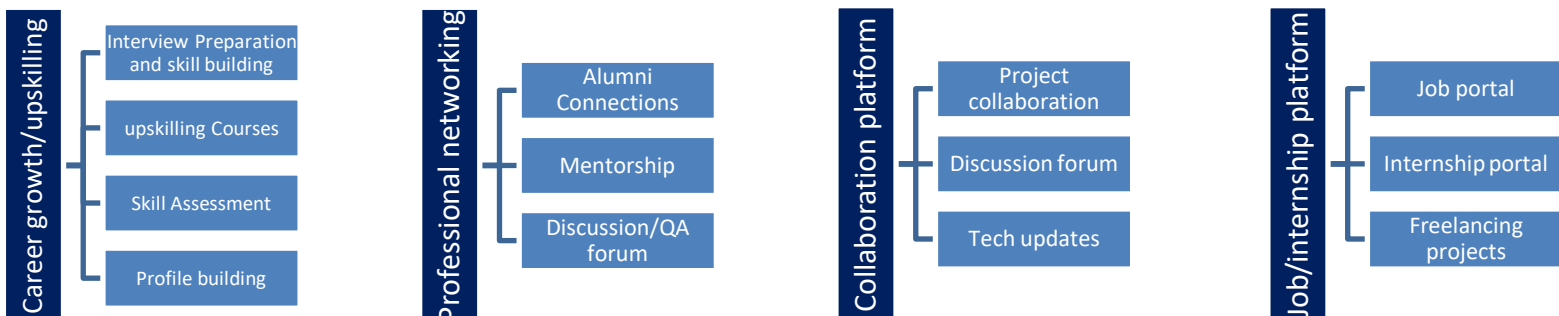 Career growth/upskilling
Interview Preparation
and skill building
upskilling Courses
Skill Assessment
Profile building
Professional networking
Alumni
Connections
Mentorship
Discussion/QA
forum
Collaboration platform
Project
collaboration
Discussion forum
Tech updates
Job/internship platform
Job portal
Internship portal
Freelancing
projects